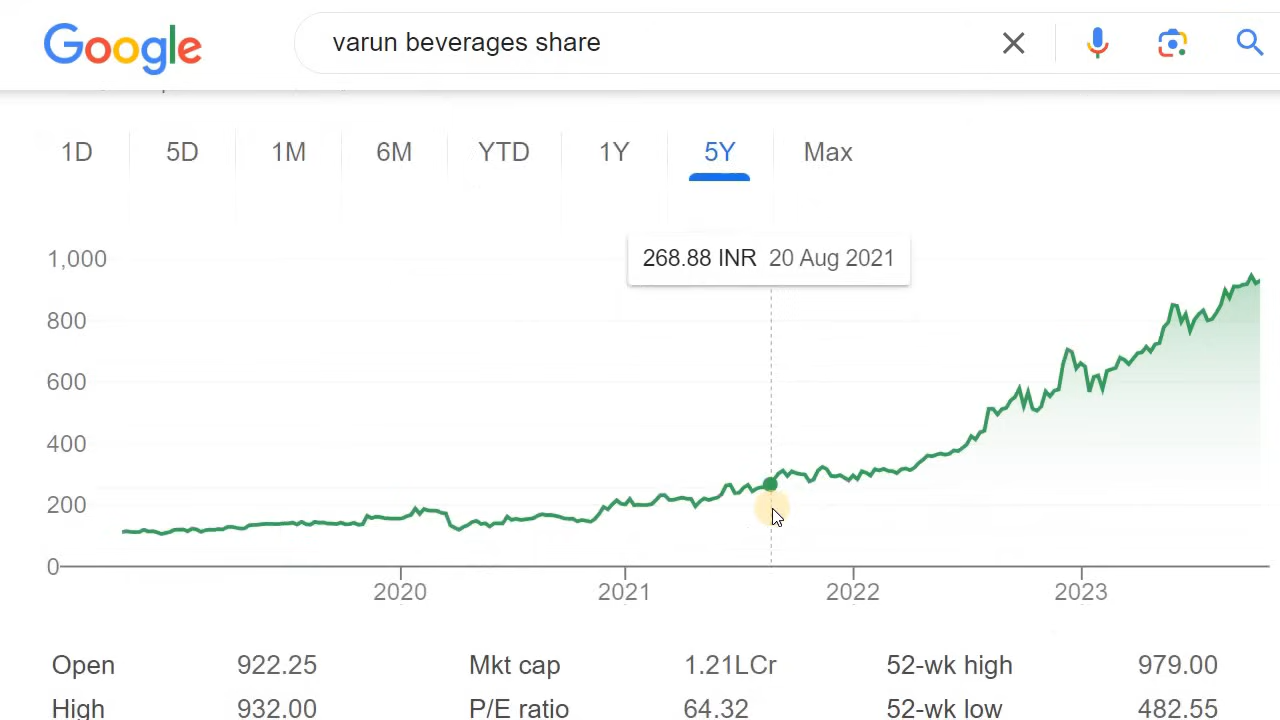 Google varun beverages share
1D 5D 1M 6M YTD 1Y 5Y Max
268.88 INR 20 Aug 2021
1,000
800
600
400
200
0
2020 2021 2022 2023
Open 922.25 Mkt cap 1.21LCr 52-wk high 979.00
High 932.00 P/E ratio 64.32 52-wk low 482.55